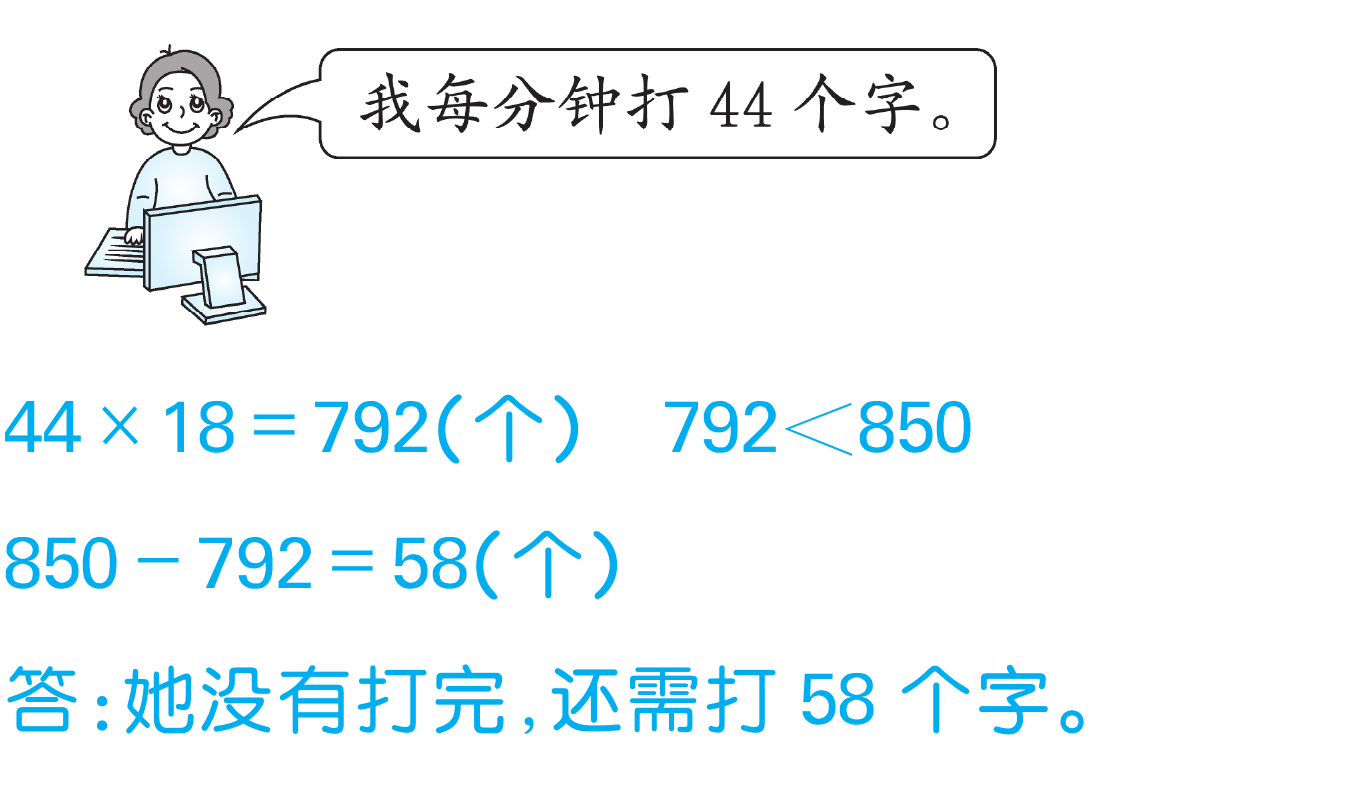 我每分钟打 44 个字。
44 × 18 = 792(个) 792<850
850 - 792 = 58(个)
答:她没有打完,还需打 58 个字。